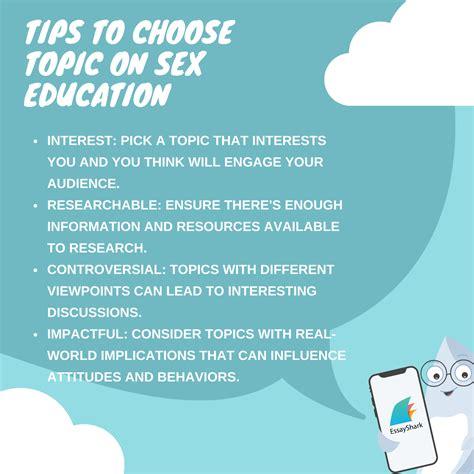 TIPS TO CHOOSE
TOPIC ON SEX
EDUCATION
• INTEREST: PICK A TOPIC THAT INTERESTS
YOU AND YOU THINK WILL ENGAGE YOUR
AUDIENCE.
• RESEARCHABLE: ENSURE THERE'S ENOUGH
INFORMATION AND RESOURCES AVAILABLE
TO RESEARCH.
• CONTROVERSIAL: TOPICS WITH DIFFERENT
VIEWPOINTS CAN LEAD TO INTERESTING
DISCUSSIONS.
• IMPACTFUL: CONSIDER TOPICS WITH REAL-
WORLD IMPLICATIONS THAT CAN INFLUENCE
ATTITUDES AND BEHAVIORS.
EssayShark